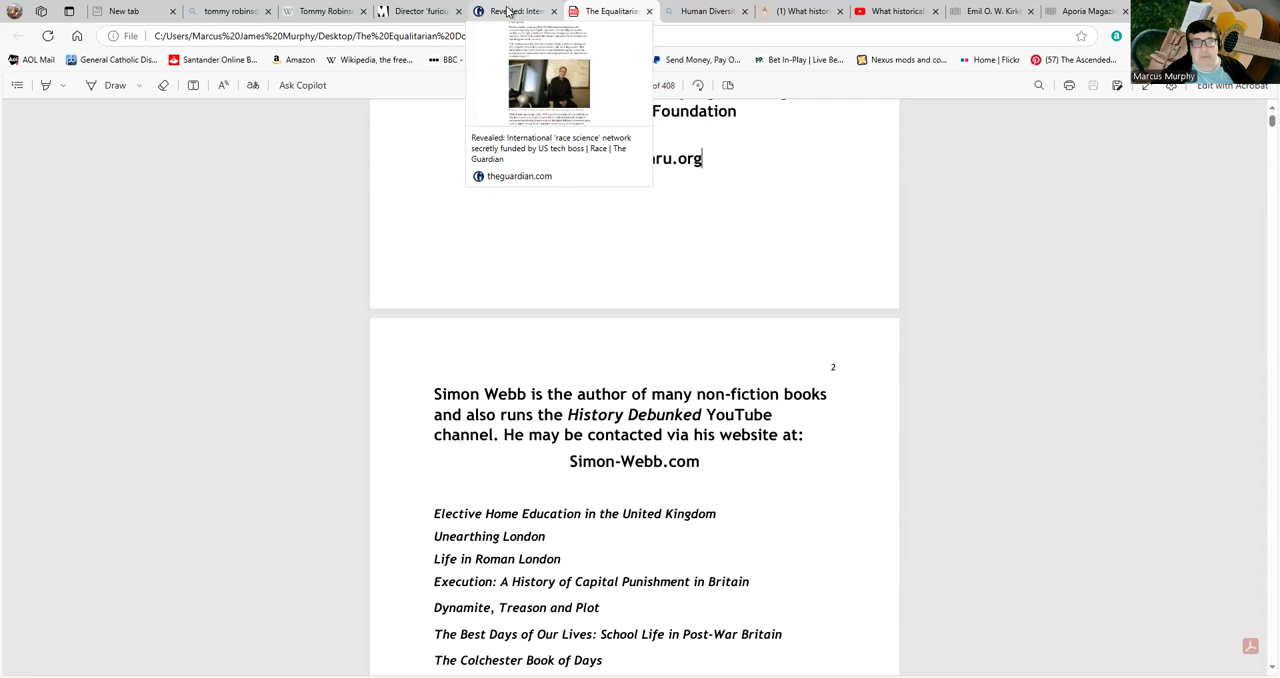 New tab
tommy robinso
Tommy Robins
Director 'furiou
Revealed: Inter
The Equalitaria
Human Diversit
(1) What histor
What historical
Emil O. W. Kirke
Aporia Magazi
File
C:/Users/Marcus%20
Murphy/Desktop/The%20Equalitarian%20Do
AOL Mail
General Catholic Dis...
Santander Online B...
Amazon
Wikipedia, the free...
BBC -
Send Money, Pay O...
Bet In-Play | Live Be...
Nexus mods and co...
Home | Flickr
(57) The Ascended...
Draw
Ask Copilot
of 408
Edit with Acrobat
Marcus Murphy
Foundation
aru.org
Revealed: International 'race science' network
secretly funded by US tech boss | Race | The
Guardian
theguardian.com
2
Simon Webb is the author of many non-fiction books
and also runs the History Debunked YouTube
channel. He may be contacted via his website at:
Simon-Webb.com
Elective Home Education in the United Kingdom
Unearthing London
Life in Roman London
Execution: A History of Capital Punishment in Britain
Dynamite, Treason and Plot
The Best Days of Our Lives: School Life in Post-War Britain
The Colchester Book of Days